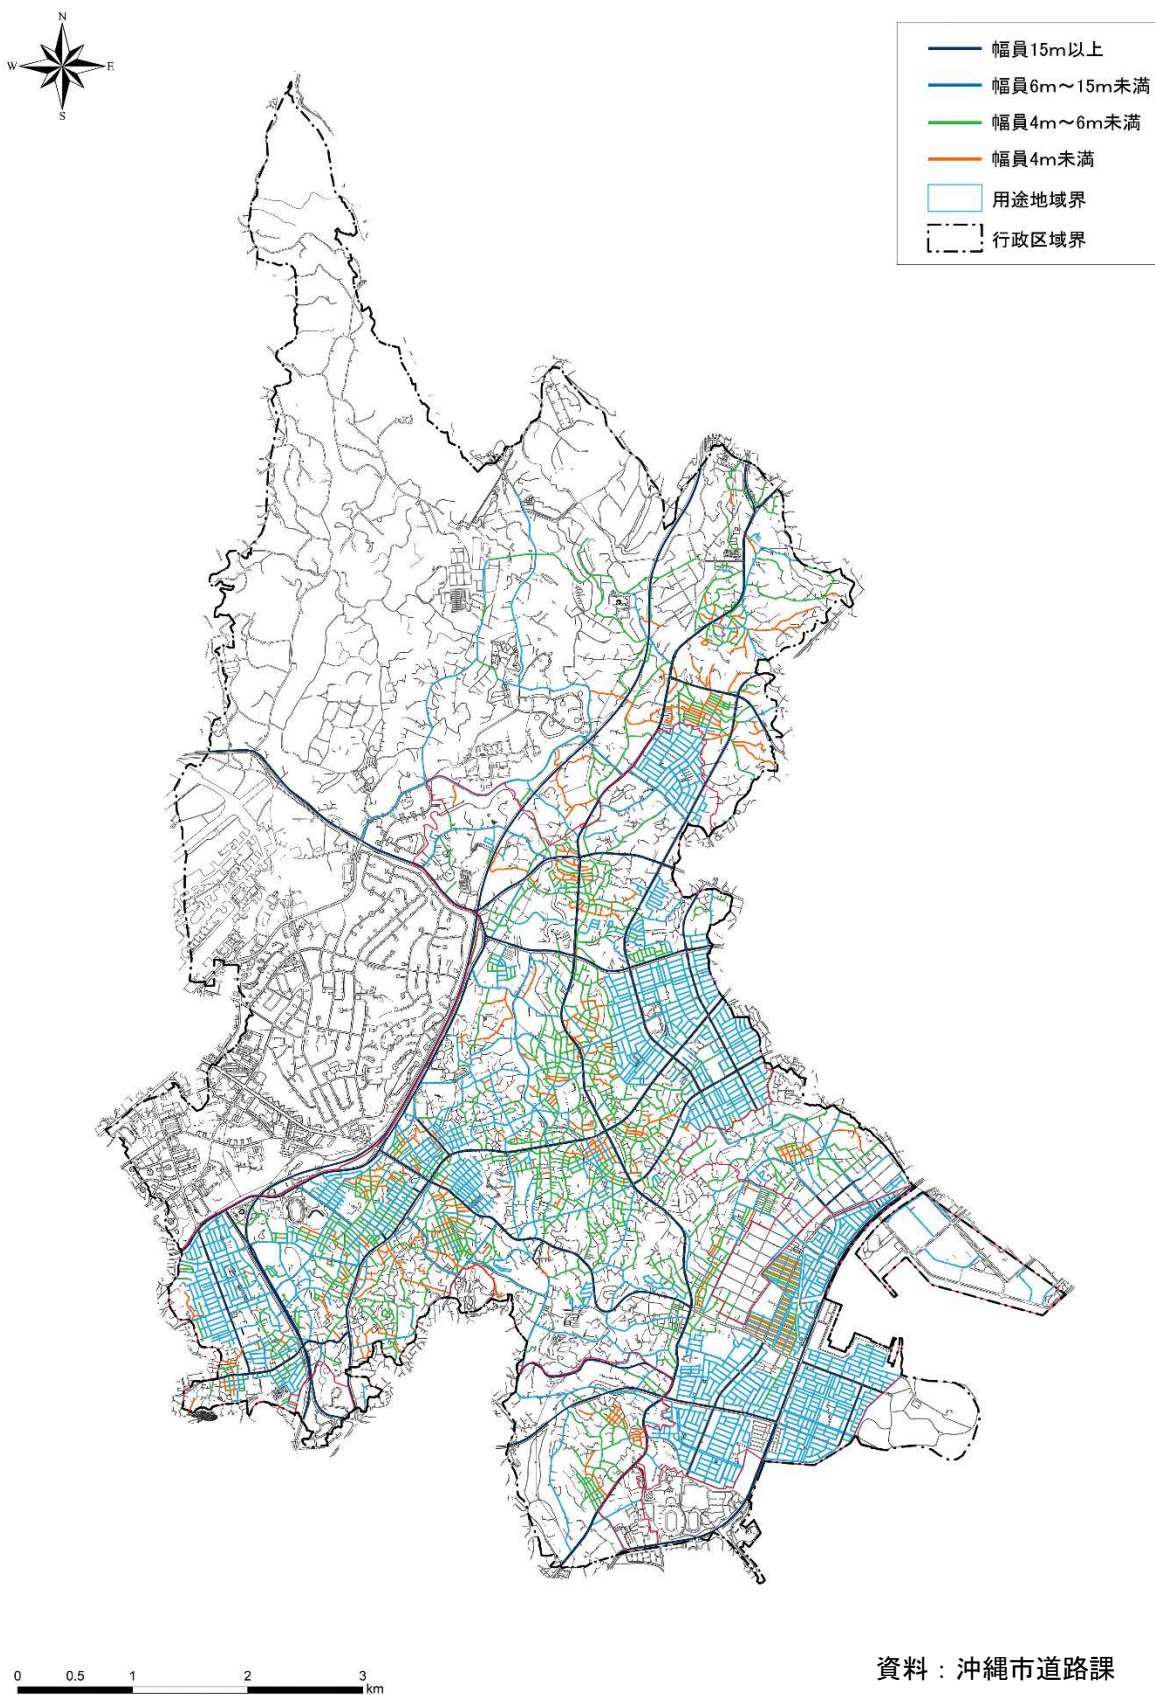 N
W
E
S
幅員15m以上
幅員6m～15m未満
幅員4m～6m未満
幅員4m未満
用途地域界
行政区域界
0 0.5 1 2 3
km
資料：沖縄市道路課